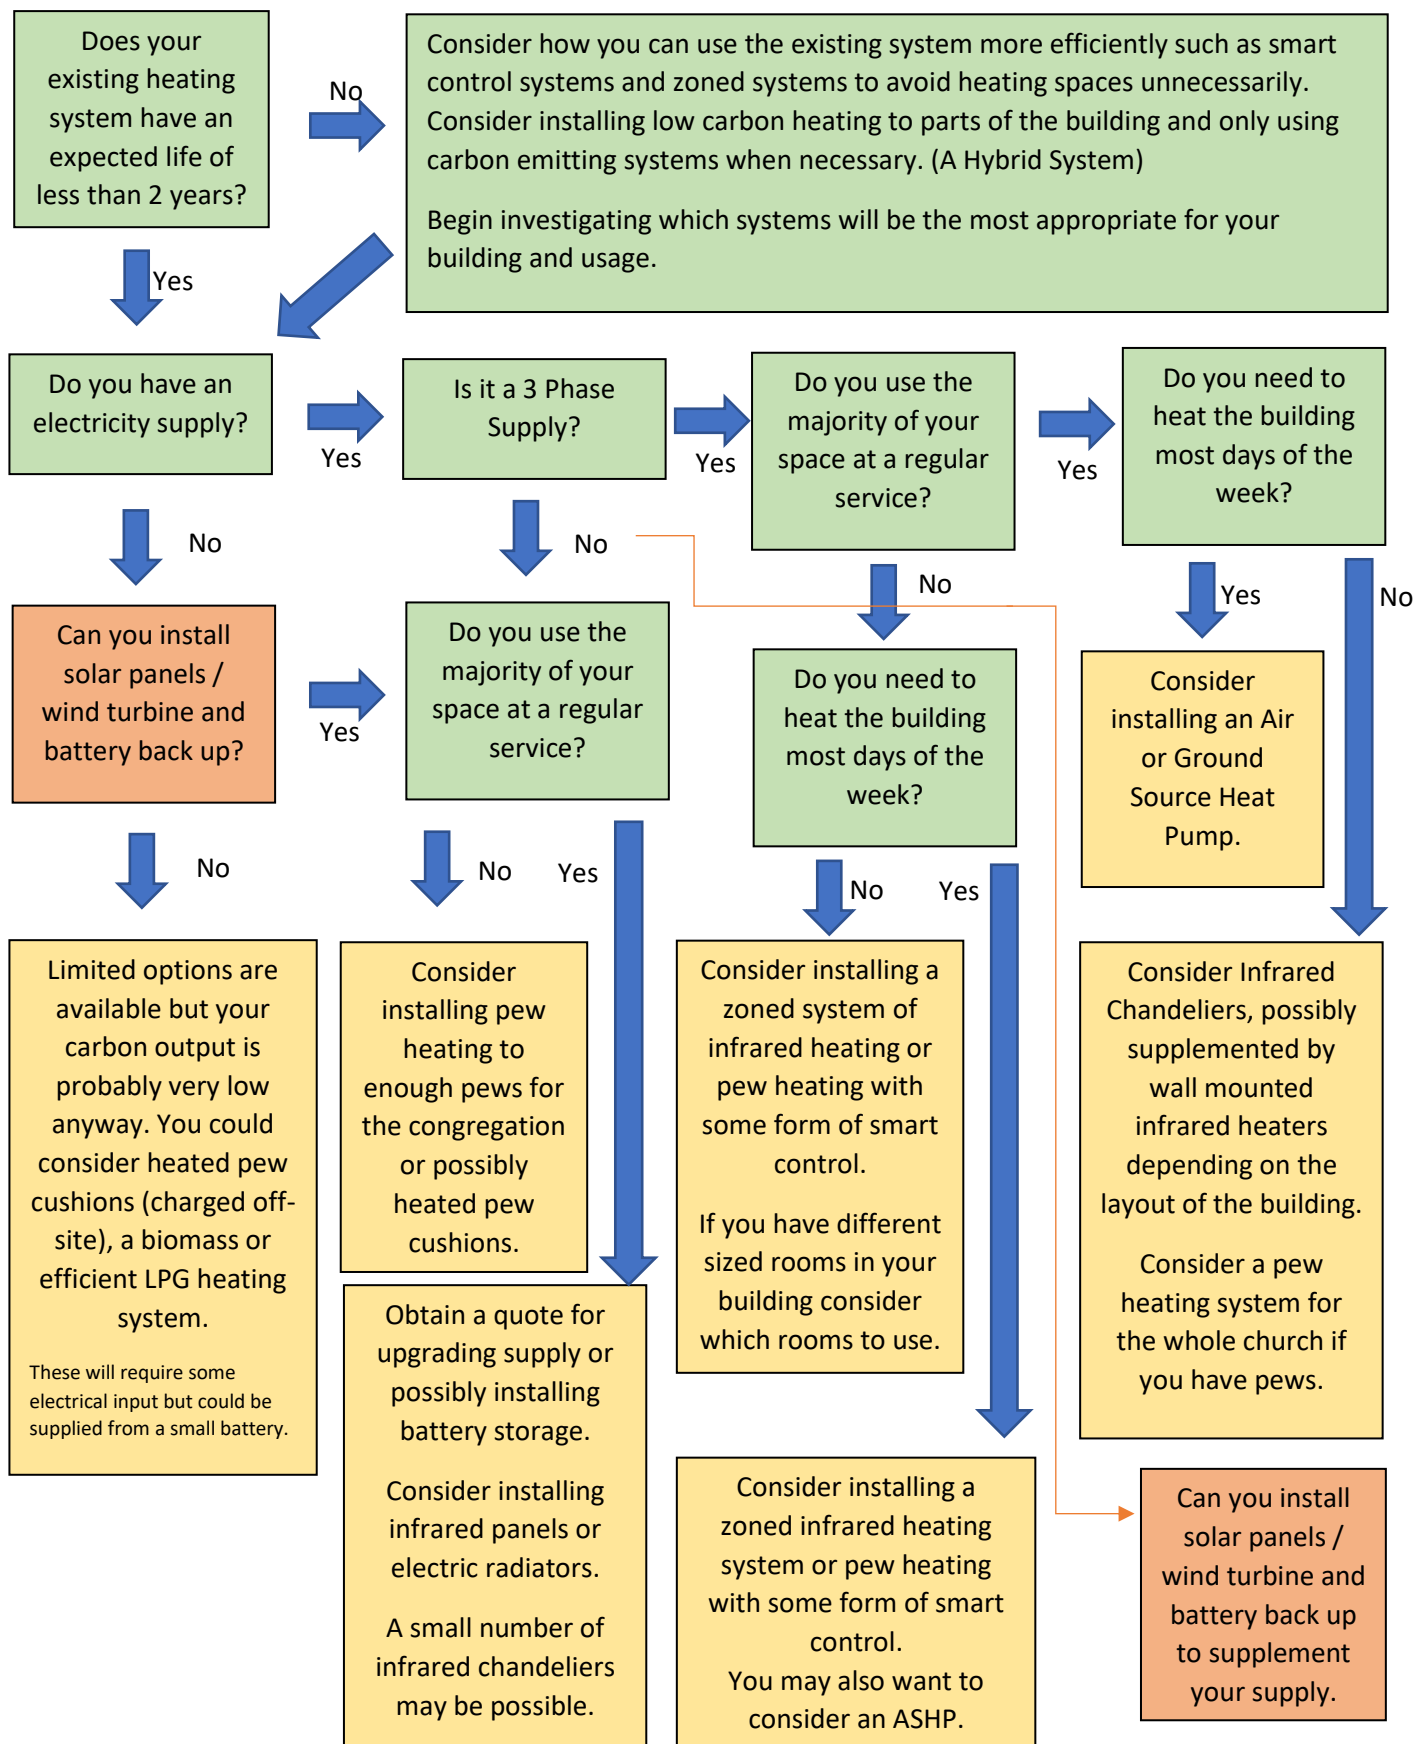 Does your
existing heating
system have an
expected life of
less than 2 years?
No
Consider how you can use the existing system more efficiently such as smart
control systems and zoned systems to avoid heating spaces unnecessarily.
Consider installing low carbon heating to parts of the building and only using
carbon emitting systems when necessary. (A Hybrid System)
Begin investigating which systems will be the most appropriate for your
building and usage.
Yes
Do you have an
electricity supply?
Yes
Is it a 3 Phase
Supply?
Yes
Do you use the
majority of your
space at a regular
service?
Yes
Do you need to
heat the building
most days of the
week?
No
No
No
Yes
No
Can you install
solar panels /
wind turbine and
battery back up?
Yes
Do you use the
majority of your
space at a regular
service?
Do you need to
heat the building
most days of the
week?
Consider
installing an Air
or Ground
Source Heat
Pump.
No
No
Yes
No
Yes
Limited options are
available but your
carbon output is
probably very low
anyway. You could
consider heated pew
cushions (charged off-
site), a biomass or
efficient LPG heating
system.
These will require some
electrical input but could be
supplied from a small battery.
Consider
installing pew
heating to
enough pews for
the congregation
or possibly
heated pew
cushions.
Obtain a quote for
upgrading supply or
possibly installing
battery storage.
Consider installing
infrared panels or
electric radiators.
A small number of
infrared chandeliers
may be possible.
Consider installing a
zoned system of
infrared heating or
pew heating with
some form of smart
control.
If you have different
sized rooms in your
building consider
which rooms to use.
Consider installing a
zoned infrared heating
system or pew heating
with some form of smart
control.
You may also want to
consider an ASHP.
Consider Infrared
Chandeliers, possibly
supplemented by
wall mounted
infrared heaters
depending on the
layout of the building.
Consider a pew
heating system for
the whole church if
you have pews.
Can you install
solar panels /
wind turbine and
battery back up
to supplement
your supply.